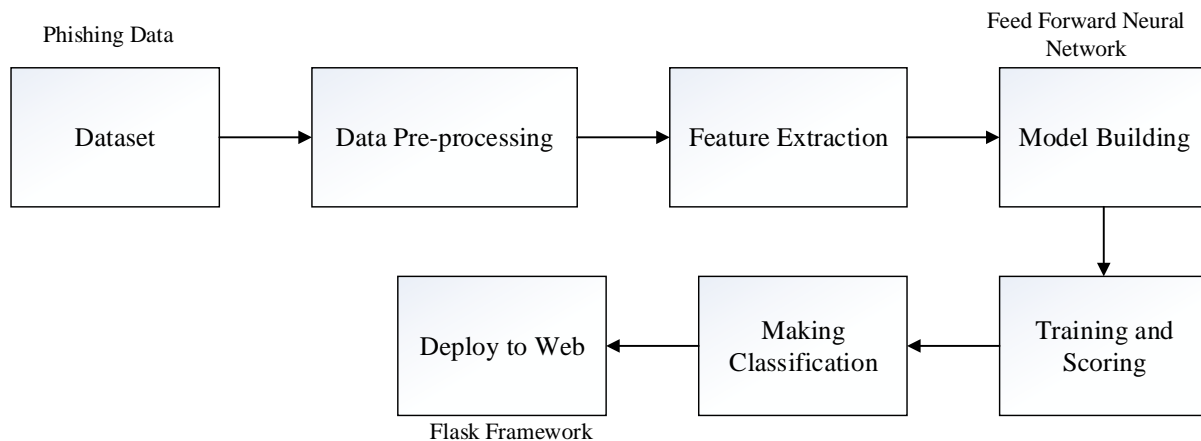 Phishing Data
Feed Forward Neural
Network
Dataset
Data Pre-processing
Feature Extraction
Model Building
Deploy to Web
Making
Classification
Training and
Scoring
Flask Framework